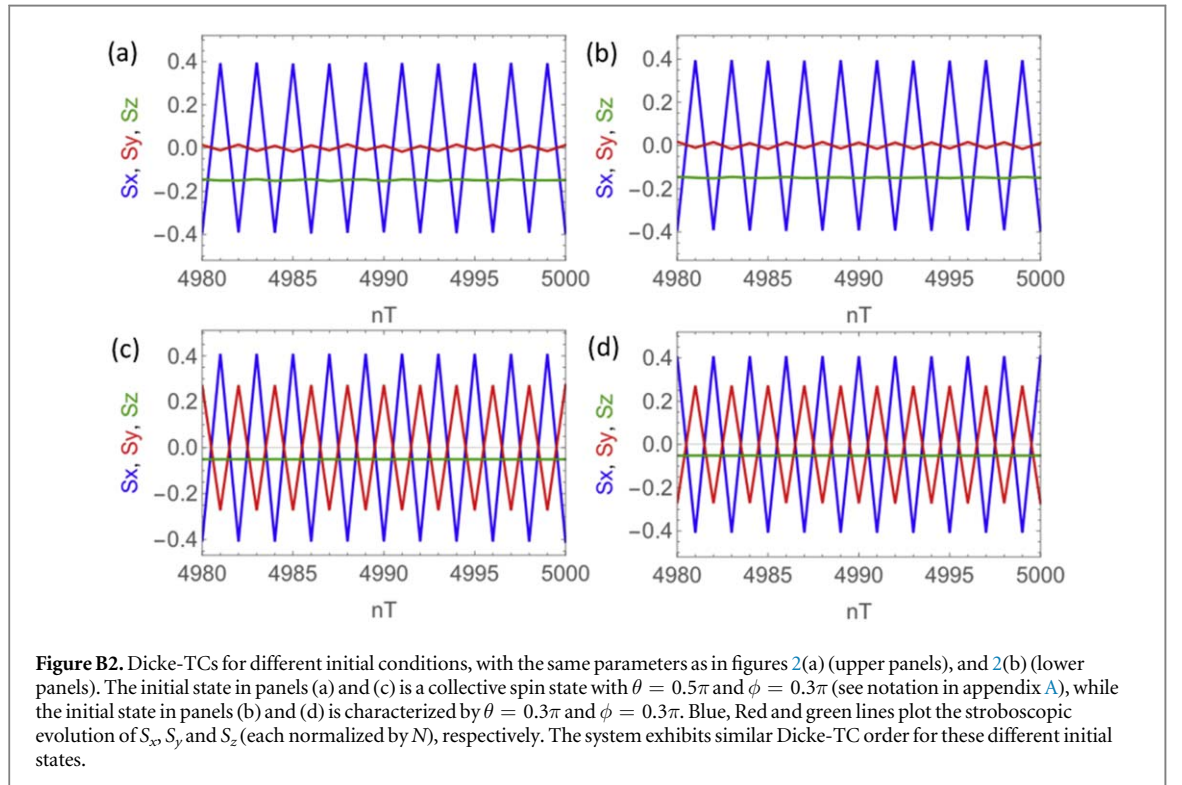 (a)
0.4
0.2
0.0
−0.2
−0.4
Sx, Sy, Sz
4980 4985 4990 4995 5000
nT
(b)
0.4
0.2
0.0
−0.2
−0.4
Sx, Sy, Sz
4980 4985 4990 4995 5000
nT
(c)
0.4
0.2
0.0
−0.2
−0.4
Sx, Sy, Sz
4980 4985 4990 4995 5000
nT
(d)
0.4
0.2
0.0
−0.2
−0.4
Sx, Sy, Sz
4980 4985 4990 4995 5000
nT
Figure B2. Dicke-TCs for different initial conditions, with the same parameters as in figures 2(a) (upper panels), and 2(b) (lower
panels). The initial state in panels (a) and (c) is a collective spin state with θ = 0.5π and ϕ = 0.3π (see notation in appendix A), while
the initial state in panels (b) and (d) is characterized by θ = 0.3π and ϕ = 0.3π. Blue, Red and green lines plot the stroboscopic
evolution of Sx, Sy and Sz (each normalized by N), respectively. The system exhibits similar Dicke-TC order for these different initial
states.